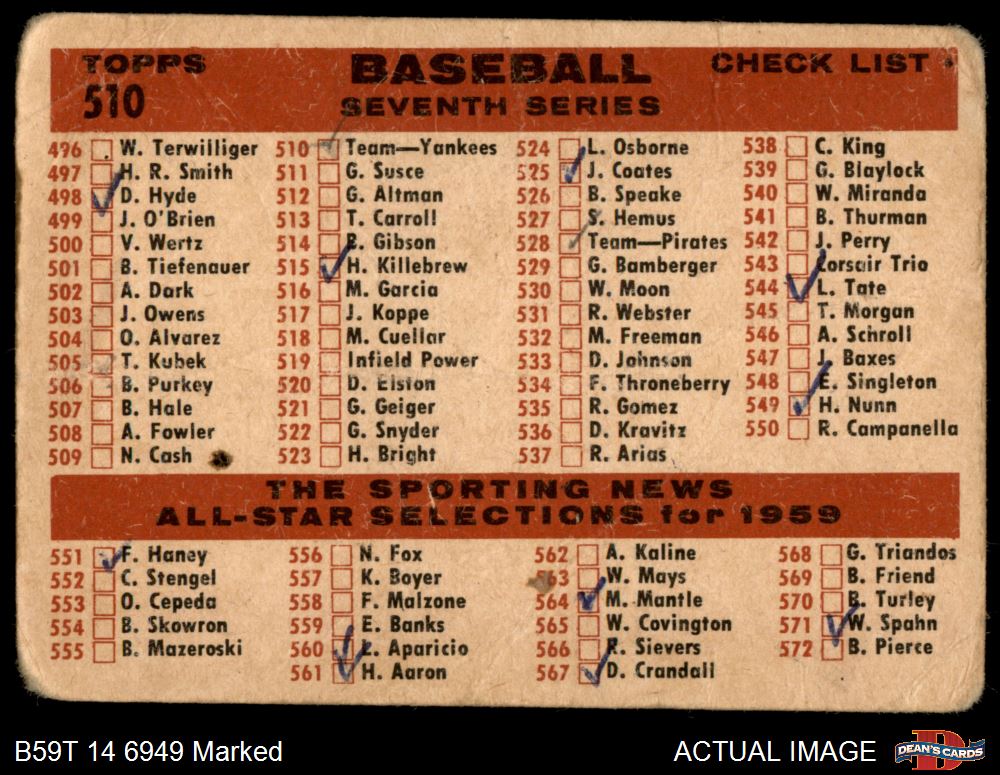 TOPPS BASEBALL CHECK LIST
510 SEVENTH SERIES
496 W. Terwilliger
497 H. R. Smith
498 D. Hyde
499 J. O'Brien
500 V. Wertz
501 B. Tiefenauer
502 A. Dark
503 J. Owens
504 O. Alvarez
505 T. Kubek
506 B. Purkey
507 B. Hale
508 A. Fowler
509 N. Cash
510 Team—Yankees
511 G. Susce
512 G. Altman
513 T. Carroll
514 B. Gibson
515 H. Killebrew
516 M. Garcia
517 J. Koppe
518 M. Cuellar
519 Infield Power
520 D. Elston
521 G. Geiger
522 G. Snyder
523 H. Bright
524 L. Osborne
525 J. Coates
526 B. Speake
527 S. Hemus
528 Team—Pirates
529 G. Bamberger
530 W. Moon
531 R. Webster
532 M. Freeman
533 D. Johnson
534 F. Throneberry
535 R. Gomez
536 D. Kravitz
537 R. Arias
538 C. King
539 G. Blaylock
540 W. Miranda
541 B. Thurman
542 J. Perry
543 Corsair Trio
544 L. Tate
545 T. Morgan
546 A. Schroll
547 J. Baxes
548 E. Singleton
549 H. Nunn
550 R. Campanella
THE SPORTING NEWS
ALL-STAR SELECTIONS for 1959
551 F. Haney
552 C. Stengel
553 O. Cepeda
554 B. Skowron
555 B. Mazeroski
556 N. Fox
557 K. Boyer
558 F. Malzone
559 E. Banks
560 L. Aparicio
561 H. Aaron
562 A. Kaline
563 W. Mays
564 M. Mantle
565 W. Covington
566 R. Sievers
567 D. Crandall
568 G. Triandos
569 B. Friend
570 B. Turley
571 W. Spahn
572 B. Pierce
B59T 14 6949 Marked
ACTUAL IMAGE
DEAN'S CARDS